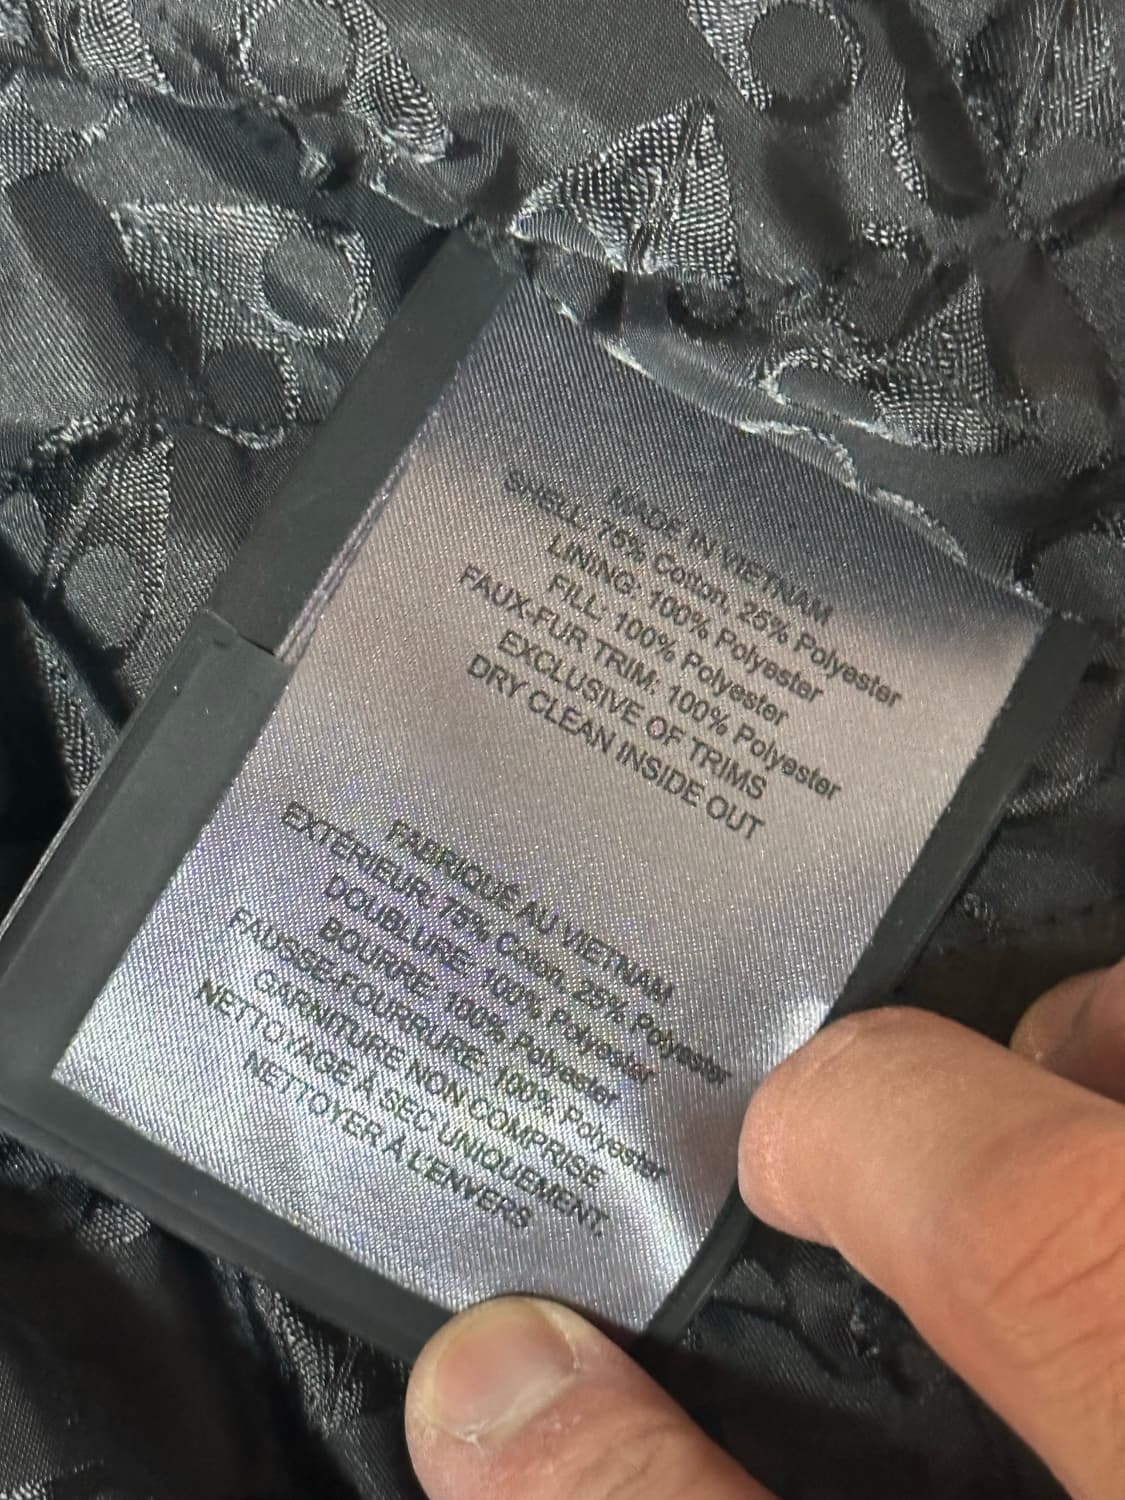 MADE IN VIETNAM
SHELL: 75% Cotton, 25% Polyester
LINING: 100% Polyester
FILL: 100% Polyester
FAUX-FUR TRIM: 100% Polyester
EXCLUSIVE OF TRIMS
DRY CLEAN INSIDE OUT
FABRIQUÉ AU VIETNAM
EXTÉRIEUR: 75% Coton, 25% Polyester
DOUBLURE: 100% Polyester
BOURRE: 100% Polyester
FAUSSE-FOURRURE: 100% Polyester
GARNITURE NON COMPRISE
NETTOYAGE À SEC UNIQUEMENT,
NETTOYER À L'ENVERS